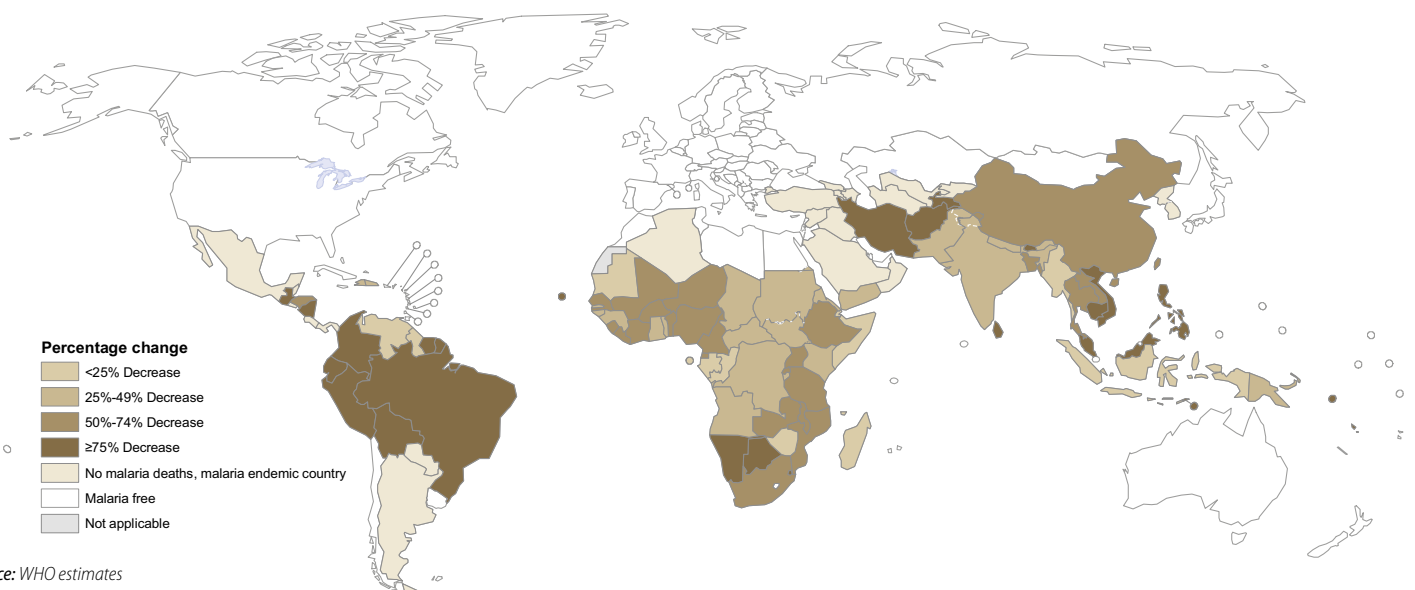 Percentage change
<25% Decrease
25%-49% Decrease
50%-74% Decrease
≥75% Decrease
No malaria deaths, malaria endemic country
Malaria free
Not applicable
ce: WHO estimates